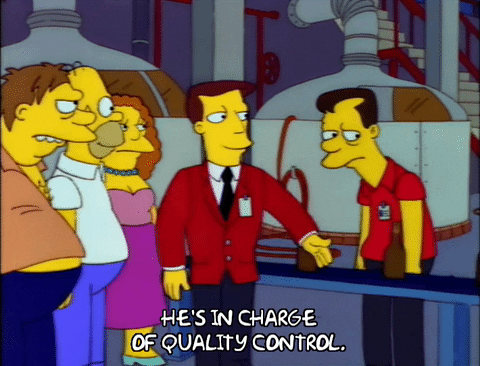 HE'S IN CHARGE
OF QUALITY CONTROL.